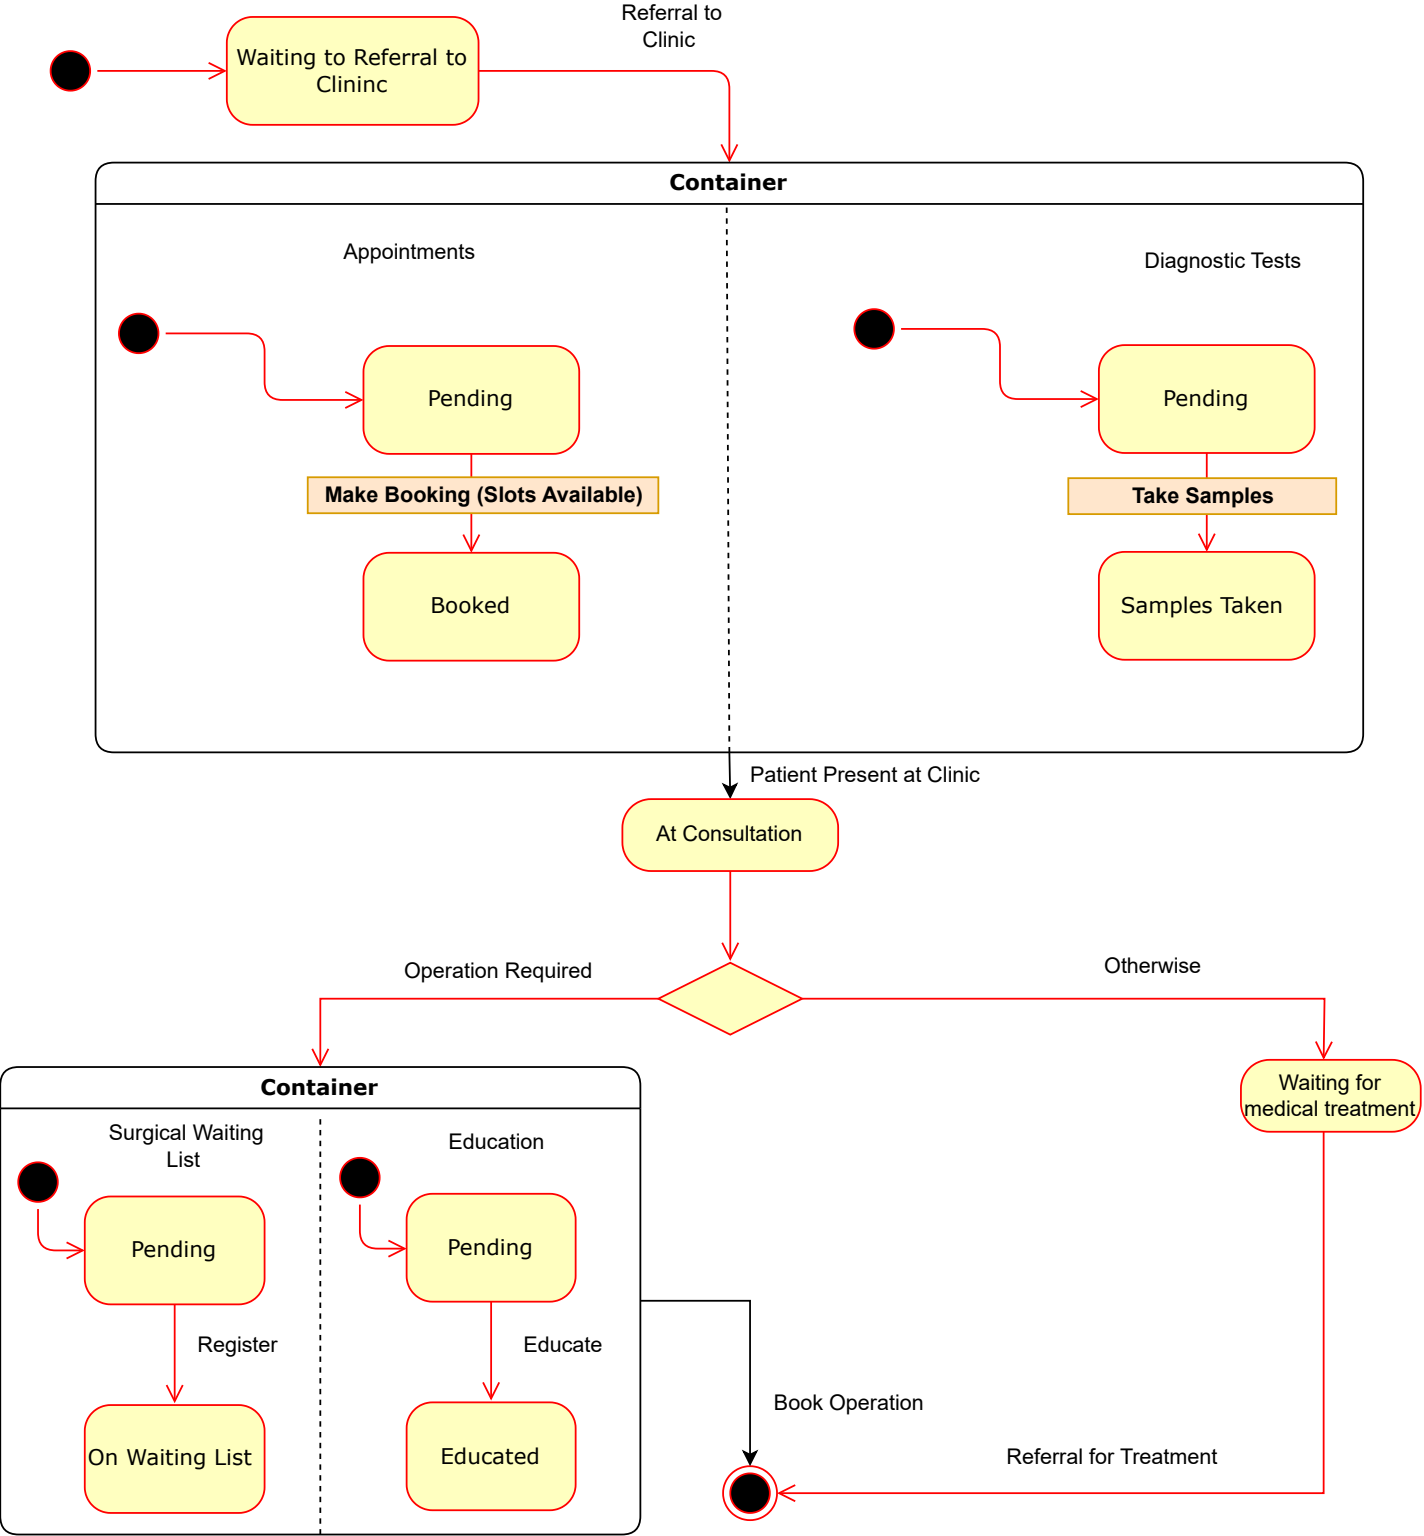 Referral to
Clinic
Waiting to Referral to
Clininc
Container
Appointments
Diagnostic Tests
Pending
Pending
Make Booking (Slots Available)
Take Samples
Booked
Samples Taken
Patient Present at Clinic
At Consultation
Operation Required
Otherwise
Waiting for
medical treatment
Container
Surgical Waiting
List
Education
Pending
Pending
Register
Educate
On Waiting List
Educated
Book Operation
Referral for Treatment